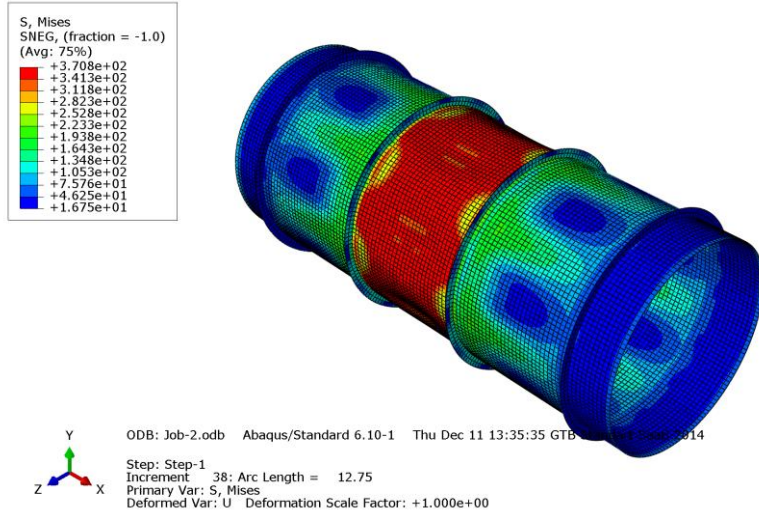 S, Mises
SNEG, (fraction = -1.0)
(Avg: 75%)
+3.708e+02
+3.413e+02
+3.118e+02
+2.823e+02
+2.528e+02
+2.233e+02
+1.938e+02
+1.643e+02
+1.348e+02
+1.053e+02
+7.576e+01
+4.625e+01
+1.675e+01
Y
Z
X
ODB: Job-2.odb Abaqus/Standard 6.10-1 Thu Dec 11 13:35:35 GTB 2014
Step: Step-1
Increment 38: Arc Length = 12.75
Primary Var: S, Mises
Deformed Var: U Deformation Scale Factor: +1.000e+00